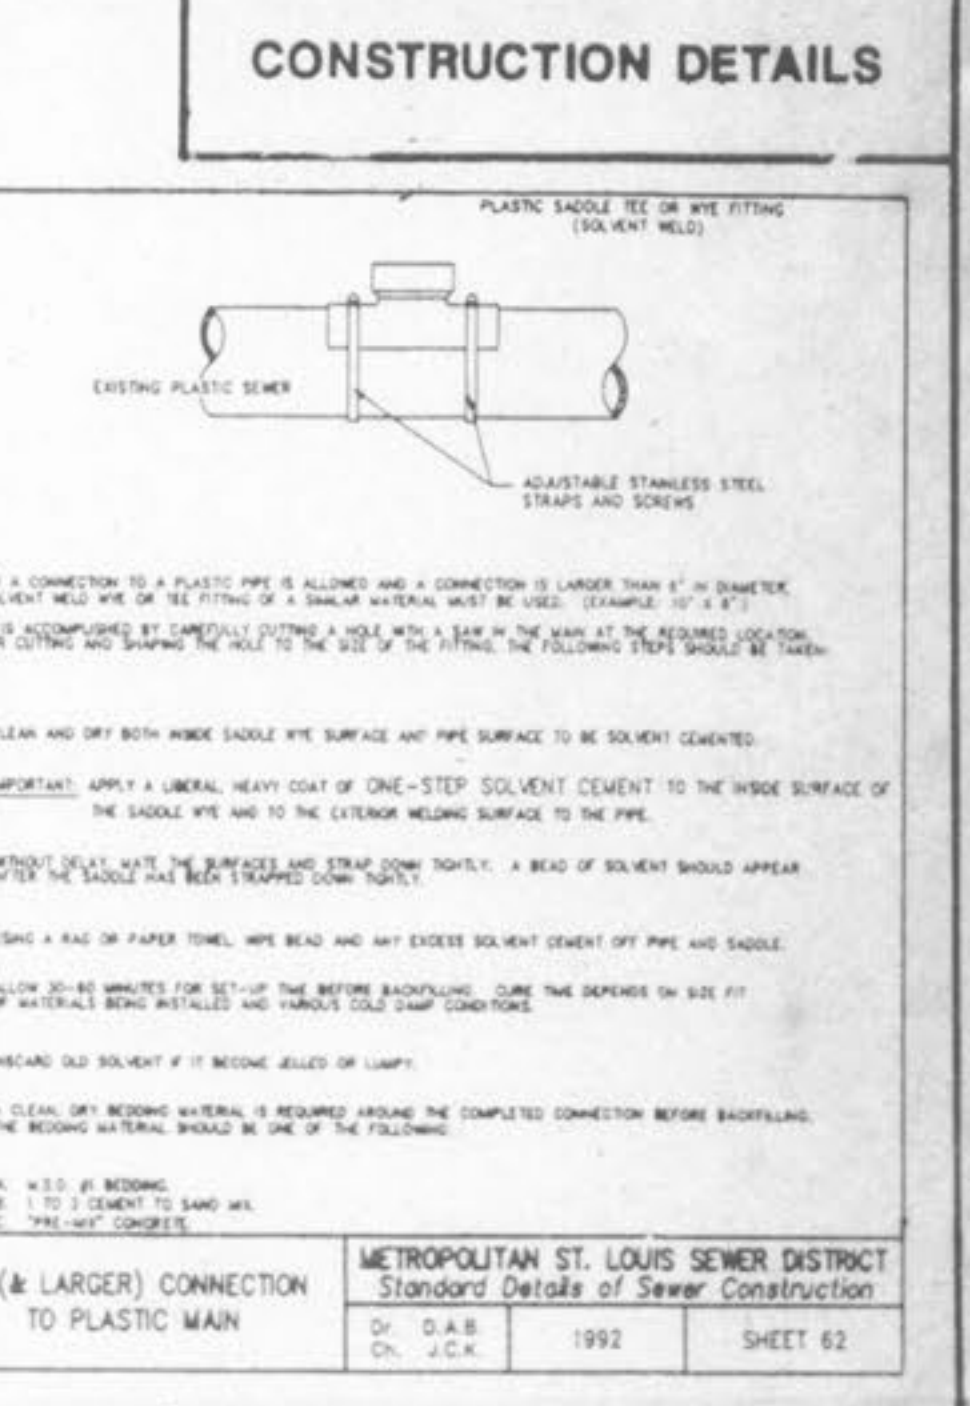 CONSTRUCTION DETAILS
PLASTIC SADDLE TEE OR WYE FITTING
(SOLVENT WELD)
EXISTING PLASTIC SEWER
ADJUSTABLE STAINLESS STEEL
STRAPS AND SCREWS
A CONNECTION TO A PLASTIC PIPE IS ALLOWED AND A CONNECTION IS LARGER THAN 6" IN DIAMETER,
LVENT WELD WYE OR TEE FITTING OF A SIMILAR MATERIAL MUST BE USED. (EXAMPLE: 10" X 8")
IS ACCOMPLISHED BY CAREFULLY CUTTING A HOLE WITH A SAW IN THE MAIN AT THE REQUIRED LOCATION.
R CUTTING AND SHAPING THE HOLE TO THE SIZE OF THE FITTING, THE FOLLOWING STEPS SHOULD BE TAKEN:
LEAN AND DRY BOTH INSIDE SADDLE WYE SURFACE AND PIPE SURFACE TO BE SOLVENT CEMENTED.
MPORTANT: APPLY A LIBERAL, HEAVY COAT OF ONE-STEP SOLVENT CEMENT TO THE INSIDE SURFACE OF
THE SADDLE WYE AND TO THE EXTERIOR WELDING SURFACE TO THE PIPE.
ITHOUT DELAY, MATE THE SURFACES AND STRAP DOWN TIGHTLY. A BEAD OF SOLVENT SHOULD APPEAR
AFTER THE SADDLE HAS BEEN STRAPPED DOWN TIGHTLY.
SING A RAG OR PAPER TOWEL, WIPE BEAD AND ANY EXCESS SOLVENT CEMENT OFF PIPE AND SADDLE.
LLOW 30-60 MINUTES FOR SET-UP TIME BEFORE BACKFILLING. CURE TIME DEPENDS ON SIZE FIT
F MATERIALS BEING INSTALLED AND VARIOUS COLD DAMP CONDITIONS.
ISCARD OLD SOLVENT IF IT BECOME JELLED OR LUMPY.
A CLEAN, DRY BEDDING MATERIAL IS REQUIRED AROUND THE COMPLETED CONNECTION BEFORE BACKFILLING.
HE BEDDING MATERIAL SHOULD BE ONE OF THE FOLLOWING:
M.S.D. #1 BEDDING.
1 TO 3 CEMENT TO SAND MIX.
"PRE-MIX" CONCRETE
(& LARGER) CONNECTION
TO PLASTIC MAIN
METROPOLITAN ST. LOUIS SEWER DISTRICT
Standard Details of Sewer Construction
Dr. D.A.B.
Ch. J.C.K.
1992
SHEET 62